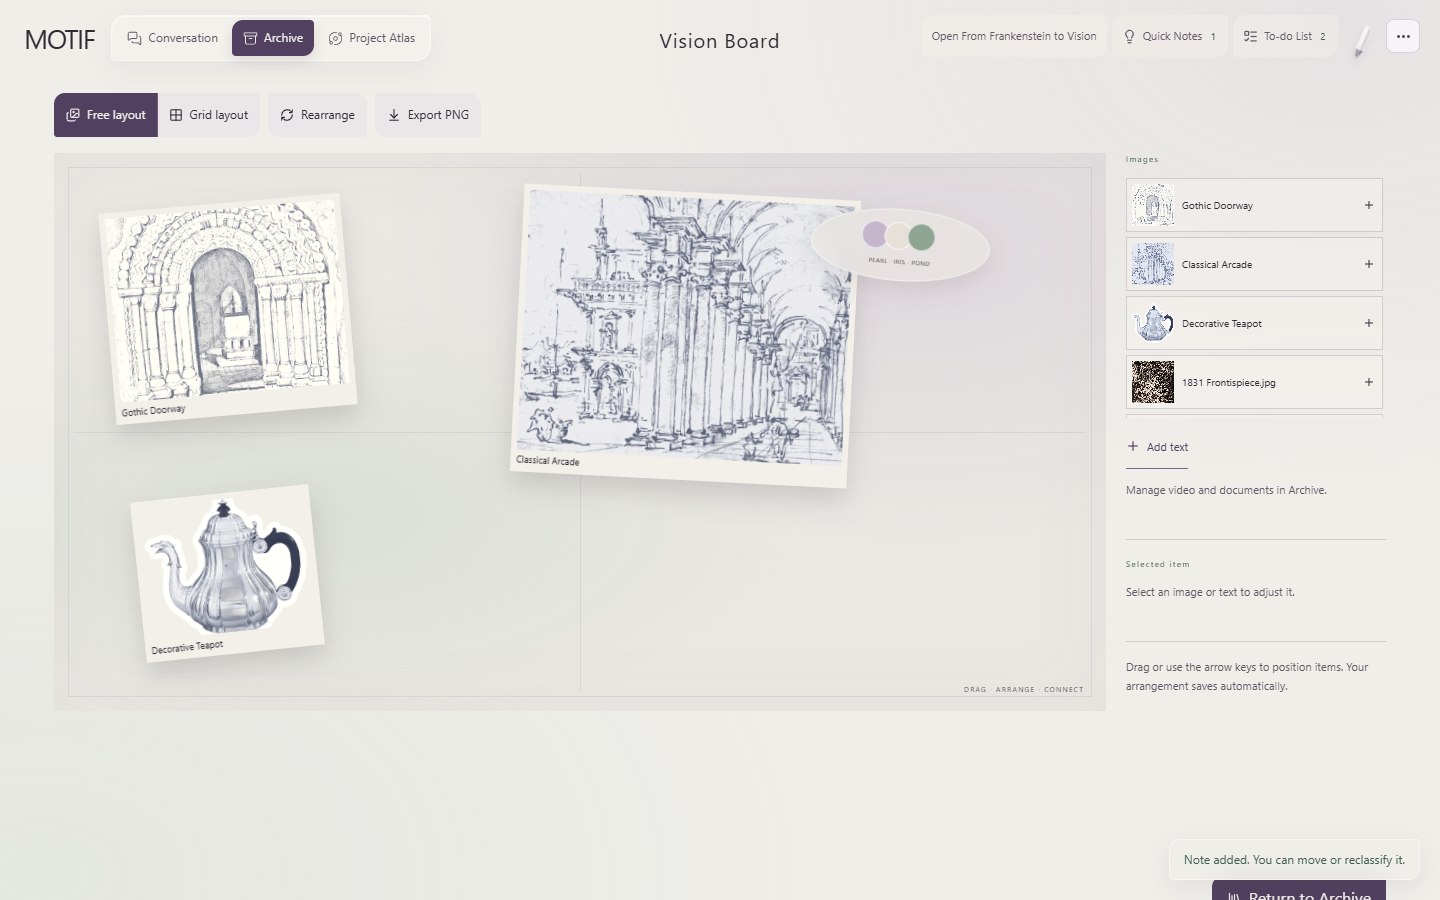 MOTIF
Conversation
Archive
Project Atlas
Vision Board
Open From Frankenstein to Vision
Quick Notes 1
To-do List 2
Free layout
Grid layout
Rearrange
Export PNG
Gothic Doorway
Classical Arcade
PEARL · IRIS · POND
Decorative Teapot
DRAG · ARRANGE · CONNECT
Images
Gothic Doorway
Classical Arcade
Decorative Teapot
1831 Frontispiece.jpg
Add text
Manage video and documents in Archive.
Selected item
Select an image or text to adjust it.
Drag or use the arrow keys to position items. Your
arrangement saves automatically.
Note added. You can move or reclassify it.
Return to Archive